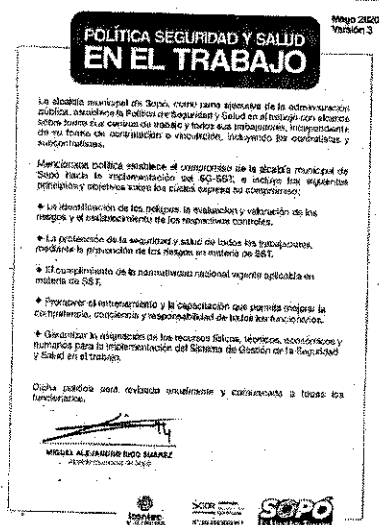 Mayo 2020
Versión 3
POLÍTICA SEGURIDAD Y SALUD
EN EL TRABAJO
La alcaldía municipal de Sopó, como rama ejecutiva de la administración
pública, establece la Política de Seguridad y Salud en el trabajo con alcance
sobre todos sus centros de trabajo y todos sus trabajadores, independiente
de su forma de contratación o vinculación, incluyendo los contratistas y
subcontratistas.
Mencionada política establece el compromiso de la alcaldía municipal de
Sopó hacia la implementación del SG-SST, e incluye los siguientes
principios y objetivos sobre los cuales expresa su compromiso:
+ La identificación de los peligros, la evaluación y valoración de los
riesgos y el establecimiento de los respectivos controles.
+ La protección de la seguridad y salud de todos los trabajadores,
mediante la prevención de los riesgos en materia de SST.
+ El cumplimiento de la normatividad nacional vigente aplicable en
materia de SST.
+ Promover el entrenamiento y la capacitación que permita mejorar la
competencia, conciencia y responsabilidad de todos los funcionarios.
+ Garantizar la asignación de los recursos físicos, técnicos, económicos y
humanos para la implementación del Sistema de Gestión de la Seguridad
y Salud en el trabajo.
Dicha política será revisada anualmente y comunicada a todos los
funcionarios.
MIGUEL ALEJANDRO RICO SUÁREZ
icontec
SOPÓ